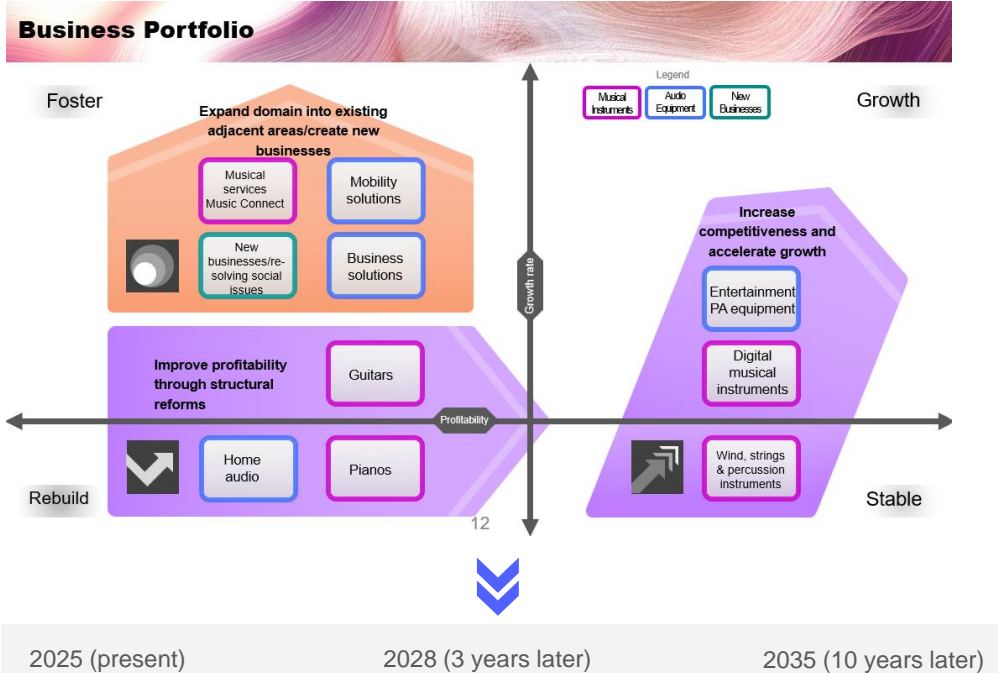 Business Portfolio
Foster
Legend
Musical
Instruments
Audio
Equipment
New
Businesses
Growth
Expand domain into existing
adjacent areas/create new
businesses
Musical
services
Music Connect
Mobility
solutions
New
businesses/re-
solving social
issues
Business
solutions
Growth rate
Increase
competitiveness and
accelerate growth
Entertainment
PA equipment
Digital
musical
instruments
Improve profitability
through structural
reforms
Guitars
Profitability
Home
audio
Pianos
Wind, strings
& percussion
instruments
Rebuild
Stable
12
2025 (present)
2028 (3 years later)
2035 (10 years later)